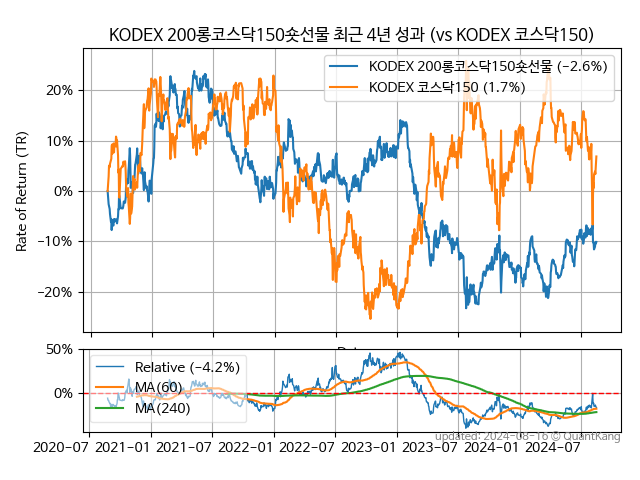 KODEX 200롱코스닥150숏선물 최근 4년 성과 (vs KODEX 코스닥150)
KODEX 200롱코스닥150숏선물 (−2.6%)
KODEX 코스닥150 (1.7%)
Rate of Return (TR)
20%
10%
0%
−10%
−20%
50%
0%
Relative (−4.2%)
MA(60)
MA(240)
2020-07 2021-01 2021-07 2022-01 2022-07 2023-01 2023-07 2024-01 2024-07
updated: 2024-08-16 © QuantKang